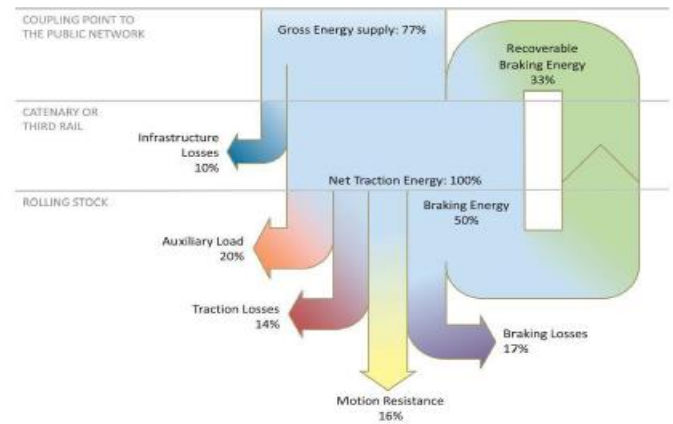 COUPLING POINT TO
THE PUBLIC NETWORK
Gross Energy supply: 77%
Recoverable
Braking Energy
33%
CATENARY OR
THIRD RAIL
Infrastructure
Losses
10%
Net Traction Energy: 100%
ROLLING STOCK
Braking Energy
50%
Auxiliary Load
20%
Traction Losses
14%
Braking Losses
17%
Motion Resistance
16%